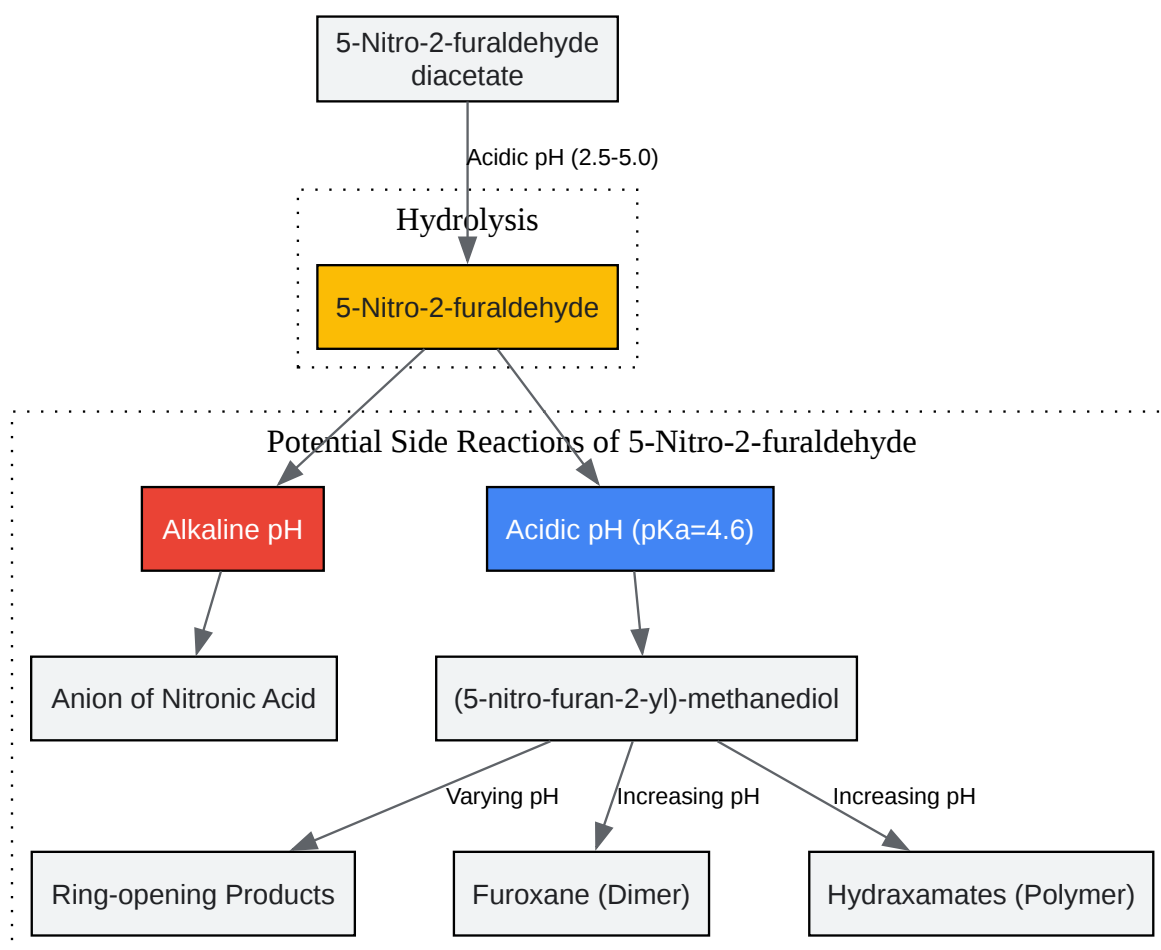 5-Nitro-2-furaldehyde
diacetate
Acidic pH (2.5-5.0)
Hydrolysis
5-Nitro-2-furaldehyde
Potential Side Reactions of 5-Nitro-2-furaldehyde
Alkaline pH
Acidic pH (pKa=4.6)
Anion of Nitronic Acid
(5-nitro-furan-2-yl)-methanediol
Varying pH
Increasing pH
Increasing pH
Ring-opening Products
Furoxane (Dimer)
Hydraxamates (Polymer)